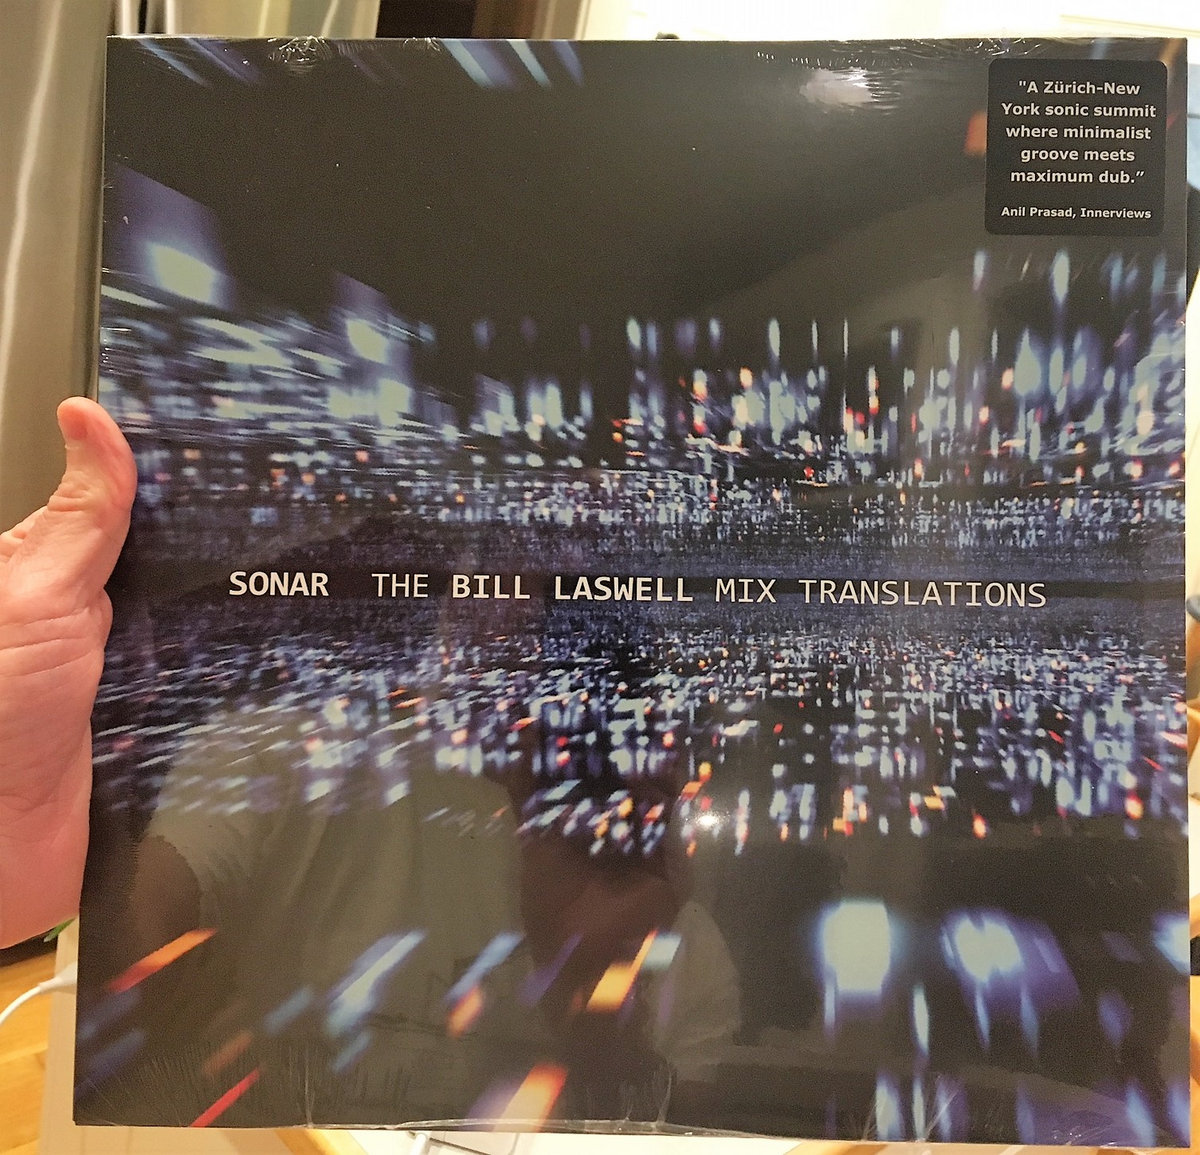 "A Zürich-New
York sonic summit
where minimalist
groove meets
maximum dub.”
Anil Prasad, Innerviews
SONAR THE BILL LASWELL MIX TRANSLATIONS